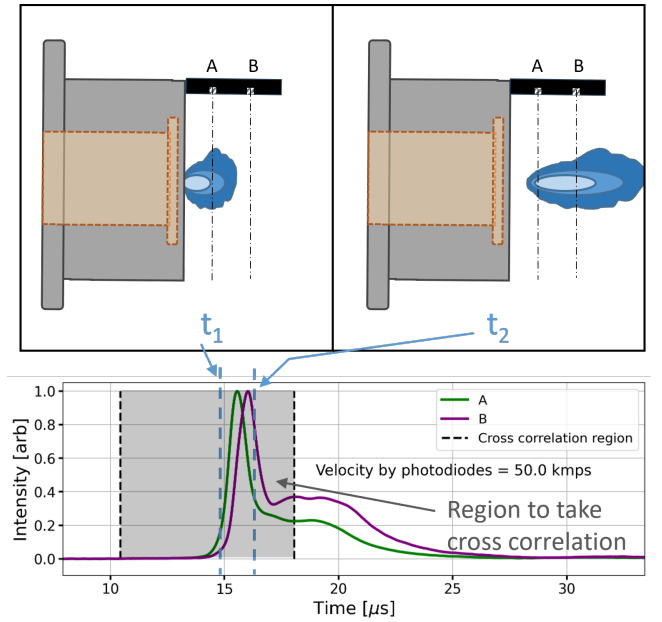 A B
A B
t1
t2
1.0
0.8
0.6
0.4
0.2
0.0
Intensity [arb]
A
B
Cross correlation region
Velocity by photodiodes = 50.0 kmps
Region to take
cross correlation
10 15 20 25 30
Time [μs]